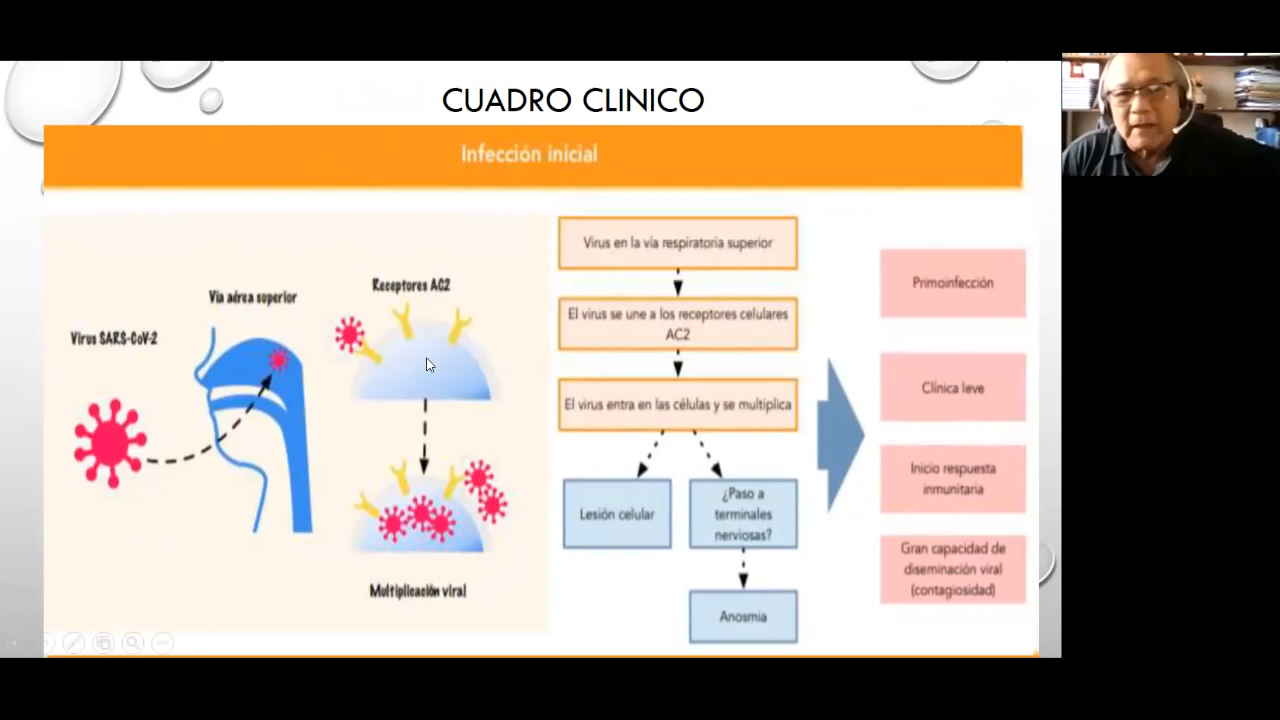 CUADRO CLINICO
Infección inicial
Virus SARS-CoV-2
Vía aérea superior
Receptores AC2
Multiplicación viral
Virus en la vía respiratoria superior
El virus se une a los receptores celulares
AC2
El virus entra en las células y se multiplica
Lesión celular
¿Paso a
terminales
nerviosas?
Anosmia
Primoinfección
Clínica leve
Inicio respuesta
inmunitaria
Gran capacidad de
diseminación viral
(contagiosidad)